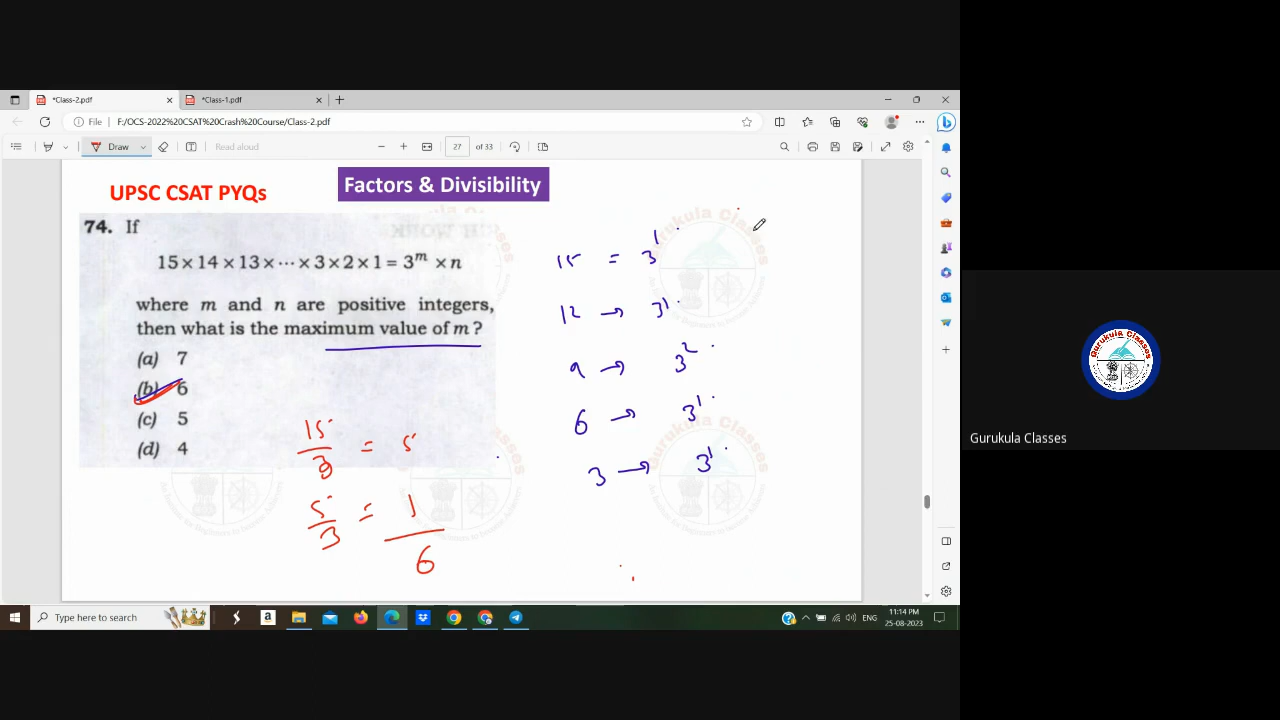 *Class-2.pdf
*Class-1.pdf
File
F:/OCS-2022%20CSAT%20Crash%20Course/Class-2.pdf
Draw
Read aloud
27 of 33
UPSC CSAT PYQs
Factors & Divisibility
74. If
15 × 14 × 13 × ⋯ × 3 × 2 × 1 = 3^m × n
where m and n are positive integers,
then what is the maximum value of m ?
(a) 7
(b) 6
(c) 5
(d) 4
15 = 3^1
12 → 3^1
9 → 3^2
6 → 3^1
3 → 3^1
15/3 = 5
5/3 = 1
6
Gurukula Classes
Gurukula Classes
Type here to search
ENG
11:14 PM
25-08-2023